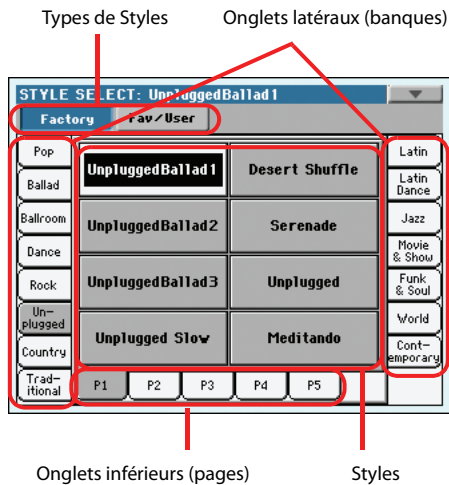 Types de Styles
Onglets latéraux (banques)
STYLE SELECT: UnpluggedBallad1
Factory
Fav/User
Pop
Ballad
Ballroom
Dance
Rock
Un-
plugged
Country
Trad-
itional
UnpluggedBallad1
Desert Shuffle
UnpluggedBallad2
Serenade
UnpluggedBallad3
Unplugged
Unplugged Slow
Meditando
Latin
Latin
Dance
Jazz
Movie
& Show
Funk
& Soul
World
Cont-
emporary
P1
P2
P3
P4
P5
Onglets inférieurs (pages)
Styles